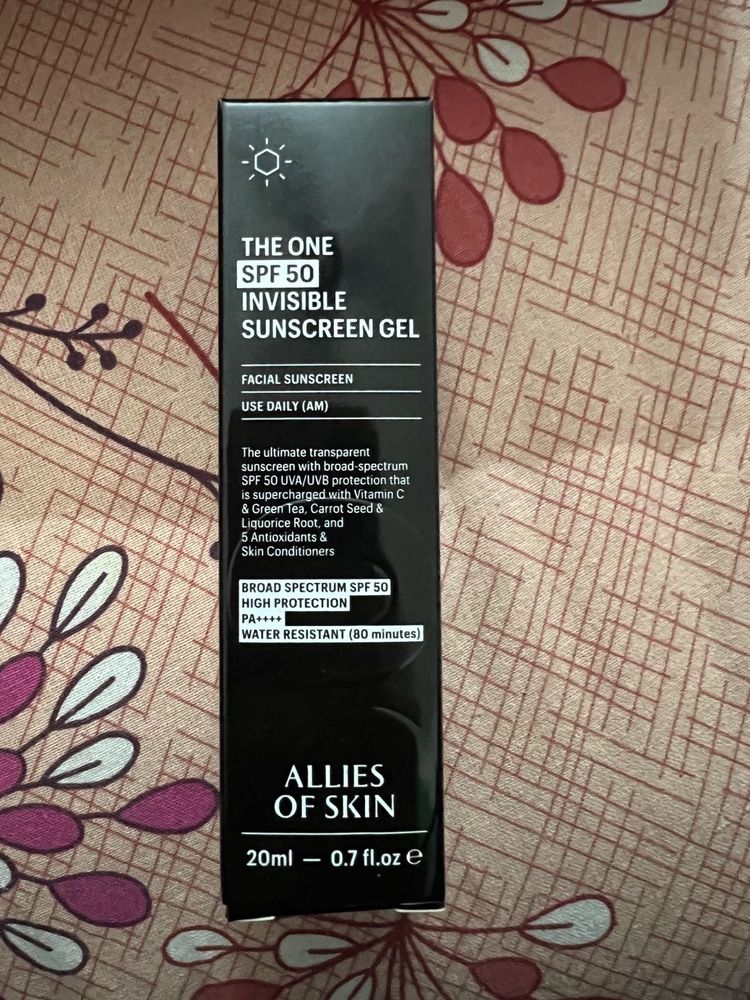 THE ONE
SPF 50
INVISIBLE
SUNSCREEN GEL
FACIAL SUNSCREEN
USE DAILY (AM)
The ultimate transparent
sunscreen with broad-spectrum
SPF 50 UVA/UVB protection that
is supercharged with Vitamin C
& Green Tea, Carrot Seed &
Liquorice Root, and
5 Antioxidants &
Skin Conditioners
BROAD SPECTRUM SPF 50
HIGH PROTECTION
PA++++
WATER RESISTANT (80 minutes)
ALLIES
OF SKIN
20ml — 0.7 fl.oz ℮